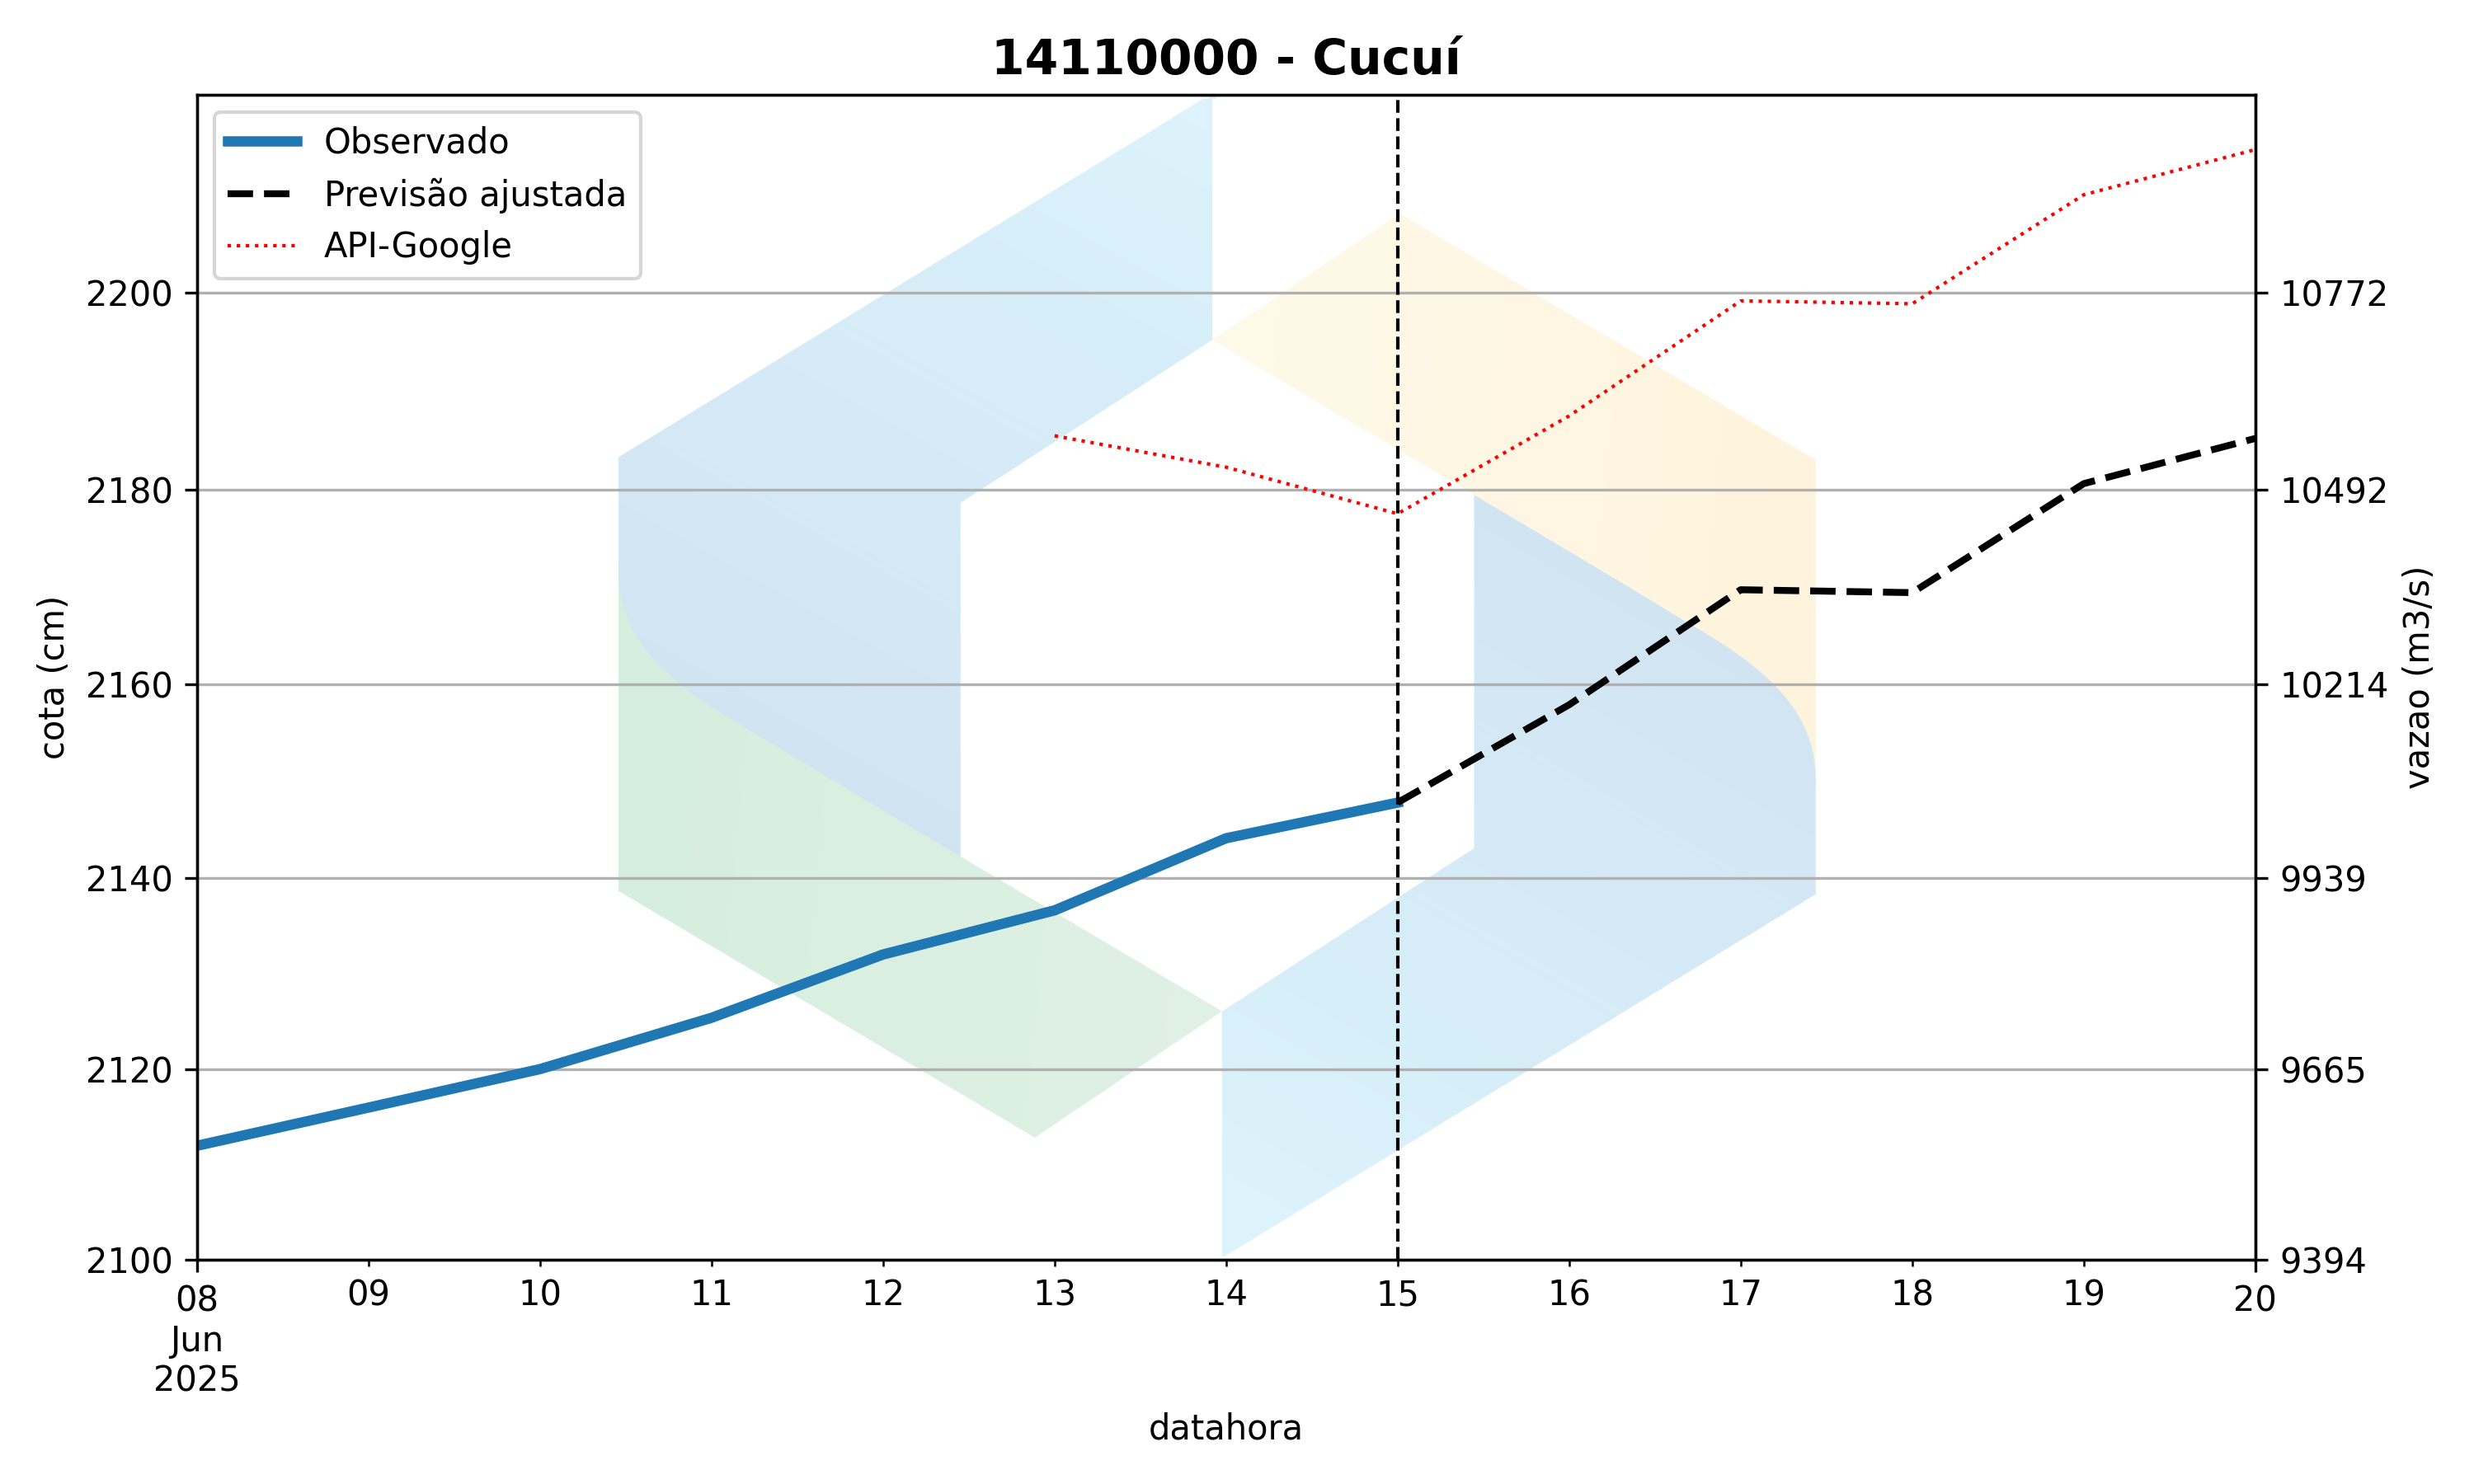 14110000 - Cucuí
Observado
Previsão ajustada
API-Google
2200
2180
2160
2140
2120
2100
cota (cm)
10772
10492
10214
9939
9665
9394
vazao (m3/s)
08 09 10 11 12 13 14 15 16 17 18 19 20
Jun
2025
datahora